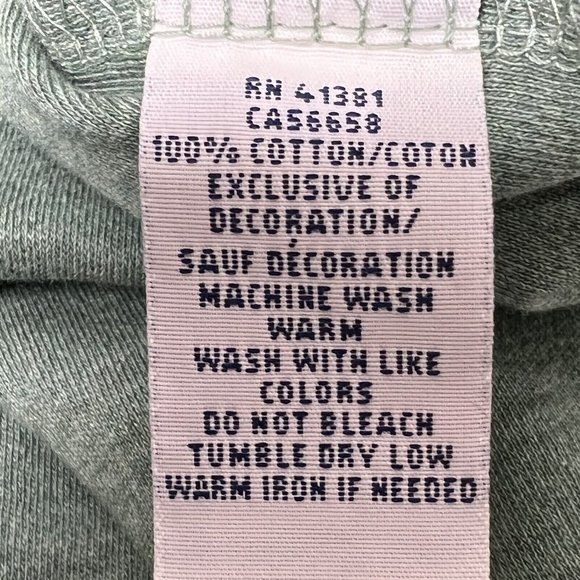 RN 41381
CA56658
100% COTTON/COTON
EXCLUSIVE OF
DECORATION/
SAUF DÉCORATION
MACHINE WASH
WARM
WASH WITH LIKE
COLORS
DO NOT BLEACH
TUMBLE DRY LOW
WARM IRON IF NEEDED